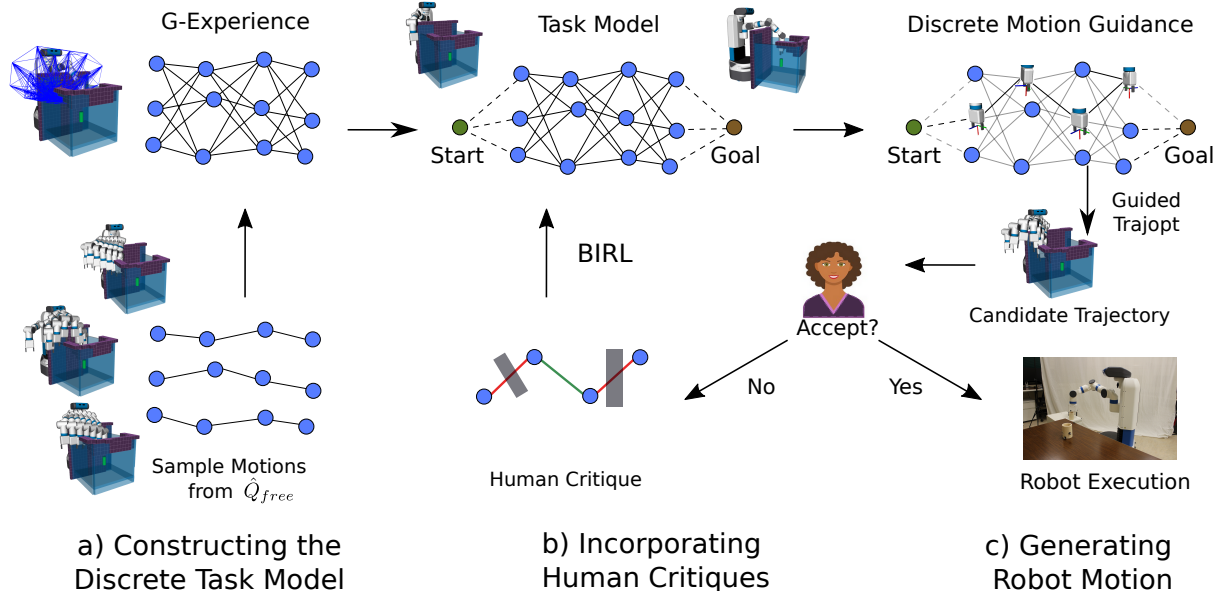 G-Experience
Task Model
Discrete Motion Guidance
Start
Goal
Start
Goal
Guided
Trajopt
BIRL
Accept?
Candidate Trajectory
No
Yes
Sample Motions
from Q̂_free
Human Critique
Robot Execution
a) Constructing the
Discrete Task Model
b) Incorporating
Human Critiques
c) Generating
Robot Motion